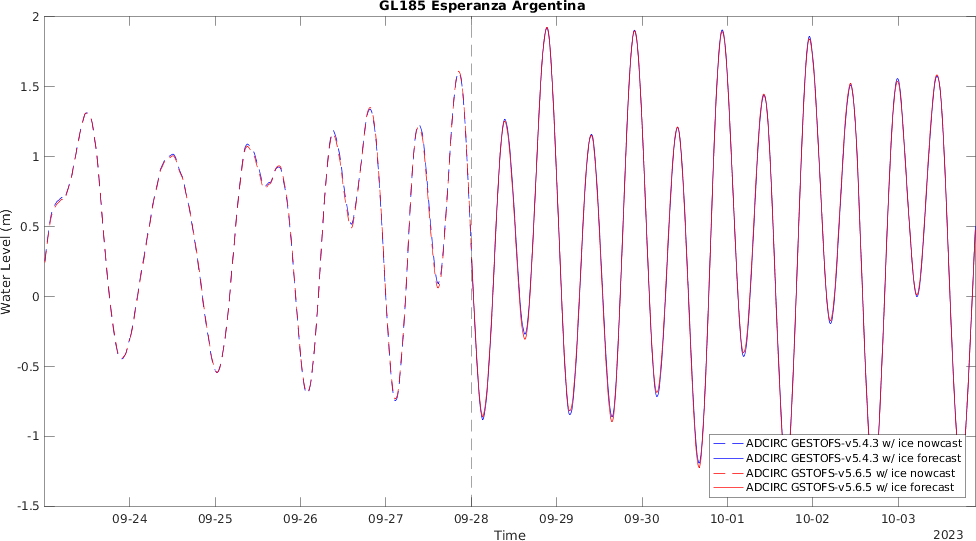 GL185 Esperanza Argentina
2
1.5
1
0.5
0
-0.5
-1
-1.5
Water Level (m)
09-24 09-25 09-26 09-27 09-28 09-29 09-30 10-01 10-02 10-03
Time
2023
ADCIRC GESTOFS-v5.4.3 w/ ice nowcast
ADCIRC GESTOFS-v5.4.3 w/ ice forecast
ADCIRC GSTOFS-v5.6.5 w/ ice nowcast
ADCIRC GSTOFS-v5.6.5 w/ ice forecast